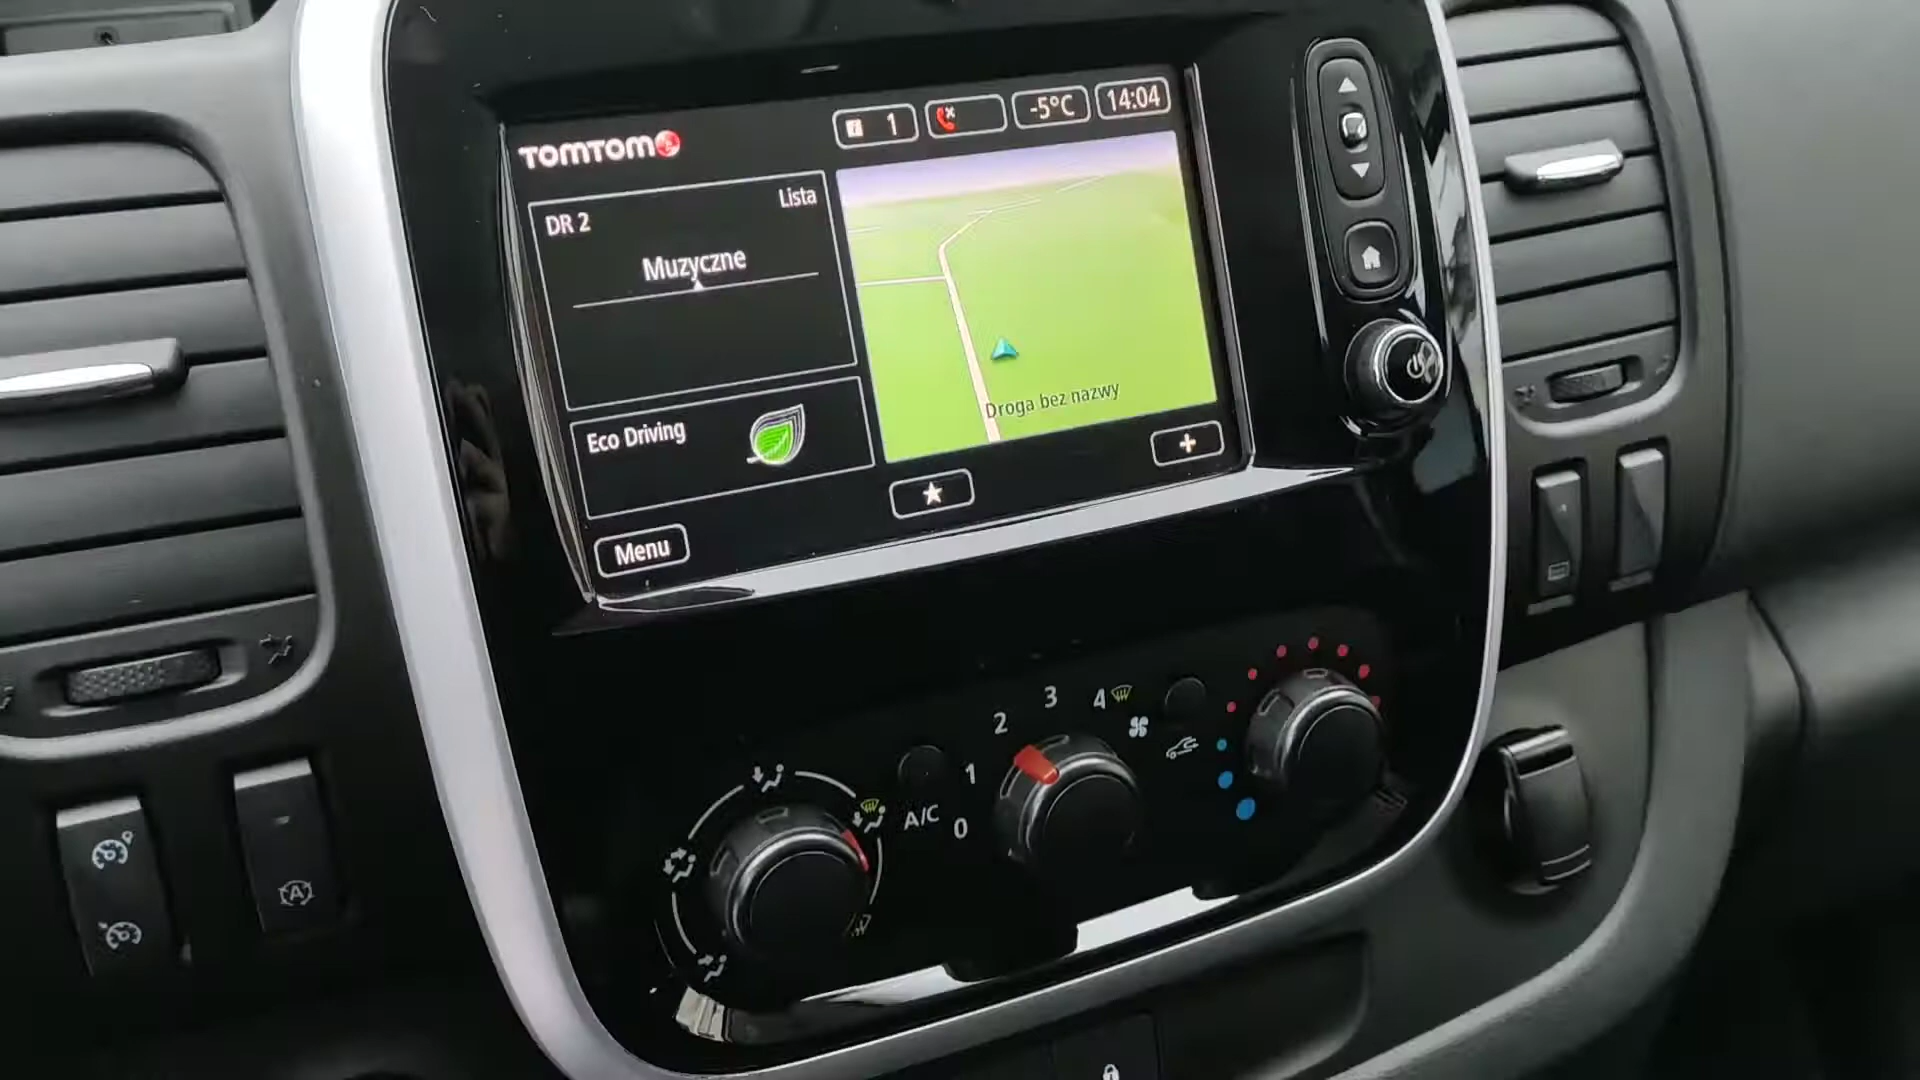 TOMTOM
1
-5°C
14:04
DR 2
Lista
Muzyczne
Droga bez nazwy
Eco Driving
Menu
A/C
0
1
2
3
4
A